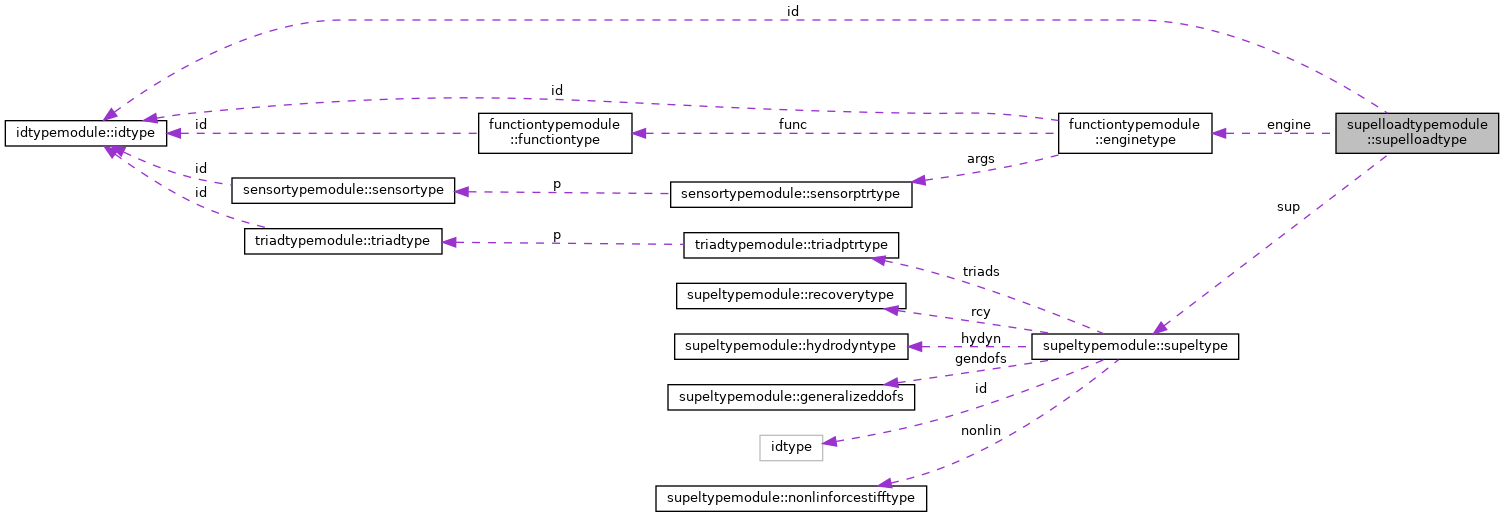 id
id
idtypemodule::idtype
id
functiontypemodule
::functiontype
func
functiontypemodule
::enginetype
engine
supelloadtypemodule
::supelloadtype
args
id
sensortypemodule::sensortype
p
sensortypemodule::sensorptrtype
id
sup
triadtypemodule::triadtype
p
triadtypemodule::triadptrtype
triads
supeltypemodule::recoverytype
rcy
supeltypemodule::hydrodyntype
hydyn
supeltypemodule::supeltype
gendofs
supeltypemodule::generalizeddofs
id
idtype
nonlin
supeltypemodule::nonlinforcestifftype